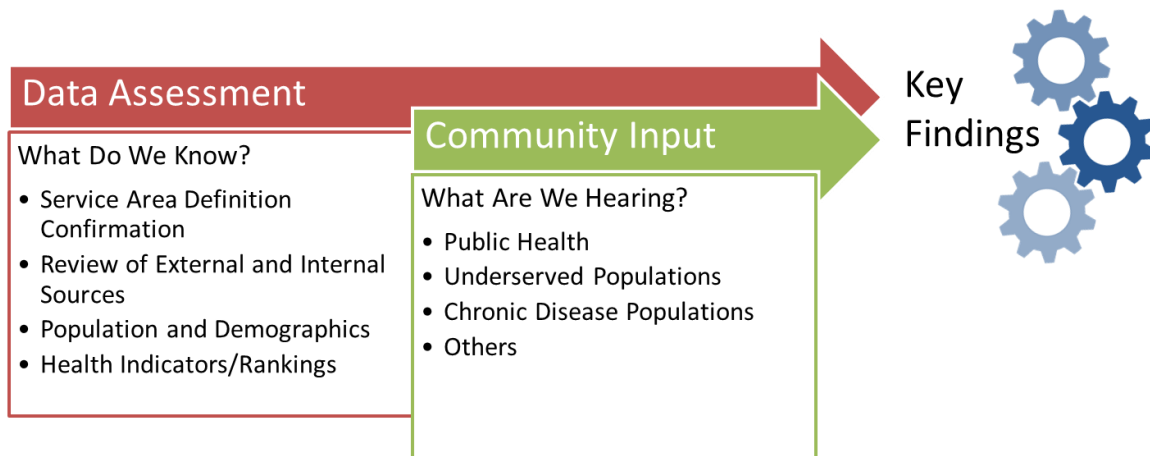 Data Assessment
What Do We Know?
• Service Area Definition
Confirmation
• Review of External and Internal
Sources
• Population and Demographics
• Health Indicators/Rankings
Community Input
What Are We Hearing?
• Public Health
• Underserved Populations
• Chronic Disease Populations
• Others
Key
Findings